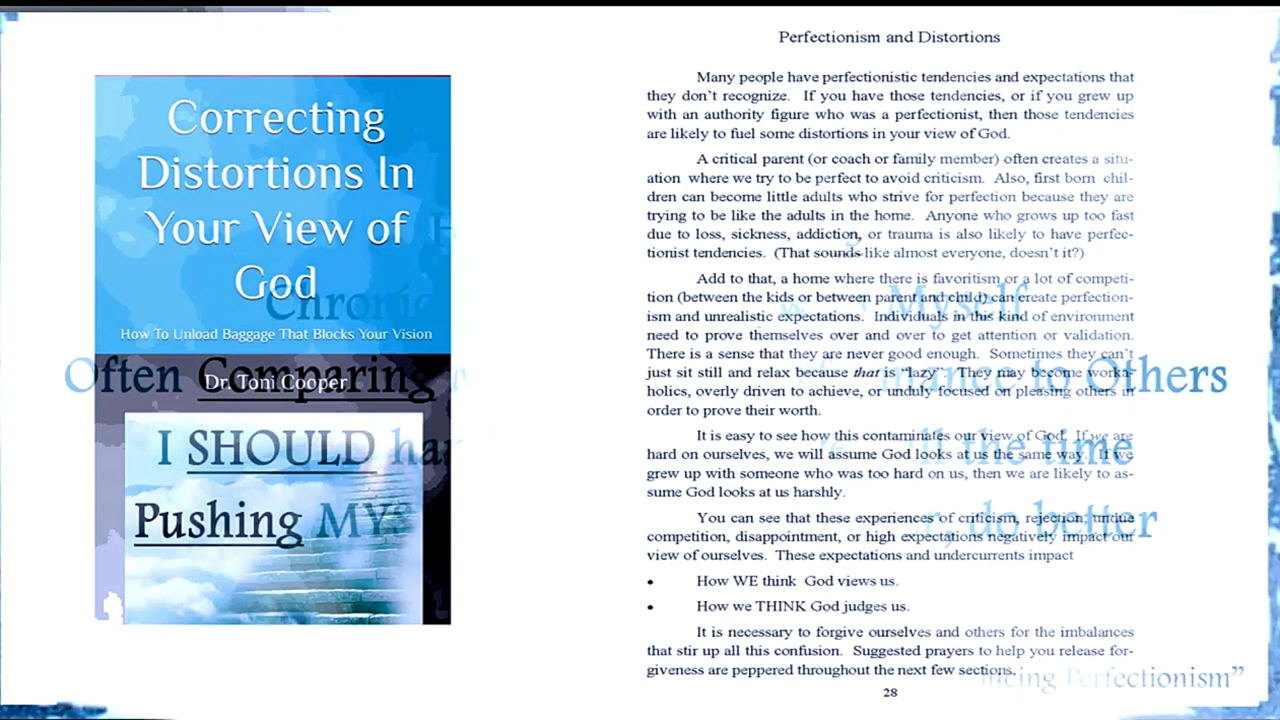 Correcting
Distortions In
Your View of
God
How To Unload Baggage That Blocks Your Vision
Dr. Toni Cooper
Chronic
Myself
Often Comparing
mance to Others
I SHOULD
all the time
Pushing MYS
do better
cing Perfectionism”
Perfectionism and Distortions
Many people have perfectionistic tendencies and expectations that
they don’t recognize. If you have those tendencies, or if you grew up
with an authority figure who was a perfectionist, then those tendencies
are likely to fuel some distortions in your view of God.
A critical parent (or coach or family member) often creates a situ-
ation where we try to be perfect to avoid criticism. Also, first born chil-
dren can become little adults who strive for perfection because they are
trying to be like the adults in the home. Anyone who grows up too fast
due to loss, sickness, addiction, or trauma is also likely to have perfec-
tionist tendencies. (That sounds like almost everyone, doesn’t it?)
Add to that, a home where there is favoritism or a lot of competi-
tion (between the kids or between parent and child) can create perfection-
ism and unrealistic expectations. Individuals in this kind of environment
need to prove themselves over and over to get attention or validation.
There is a sense that they are never good enough. Sometimes they can’t
just sit still and relax because that is “lazy”. They may become worka-
holics, overly driven to achieve, or unduly focused on pleasing others in
order to prove their worth.
It is easy to see how this contaminates our view of God. If we are
hard on ourselves, we will assume God looks at us the same way. If we
grew up with someone who was too hard on us, then we are likely to as-
sume God looks at us harshly.
You can see that these experiences of criticism, rejection, undue
competition, disappointment, or high expectations negatively impact our
view of ourselves. These expectations and undercurrents impact
• How WE think God views us.
• How we THINK God judges us.
It is necessary to forgive ourselves and others for the imbalances
that stir up all this confusion. Suggested prayers to help you release for-
giveness are peppered throughout the next few sections.
28